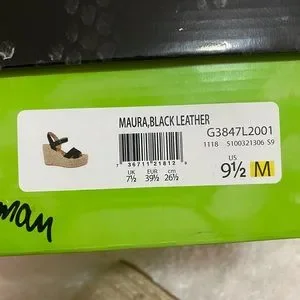 MAURA,BLACK LEATHER
G3847L2001
1118 5100321306 S9
7 36711 21812 9
UK EUR cm
7½ 39½ 26½
US
9½ M
man